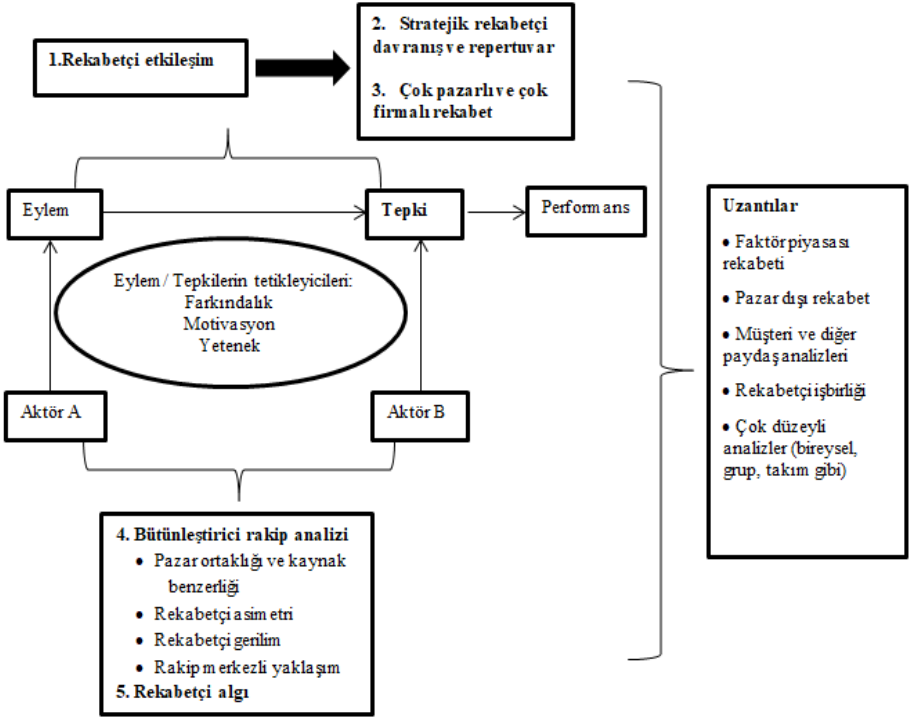 1.Rekabetçi etkileşim
2. Stratejik rekabetçi
davranış ve repertuvar
3. Çok pazarlı ve çok
firmalı rekabet
Eylem
Tepki
Performans
Eylem / Tepkilerin tetikleyicileri:
Farkındalık
Motivasyon
Yetenek
Aktör A
Aktör B
4. Bütünleştirici rakip analizi
• Pazar ortaklığı ve kaynak
benzerliği
• Rekabetçi asimetri
• Rekabetçi gerilim
• Rakip merkezli yaklaşım
5. Rekabetçi algı
Uzantılar
• Faktör piyasası
rekabeti
• Pazar dışı rekabet
• Müşteri ve diğer
paydaş analizleri
• Rekabetçi işbirliği
• Çok düzeyli
analizler (bireysel,
grup, takım gibi)